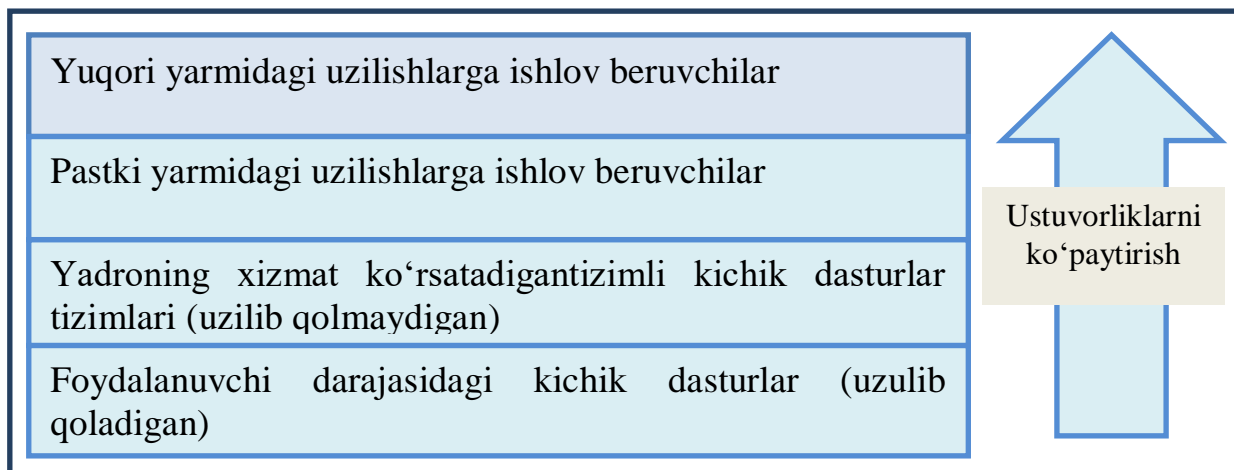 Yuqori yarmidagi uzilishlarga ishlov beruvchilar
Pastki yarmidagi uzilishlarga ishlov beruvchilar
Yadroning xizmat ko‘rsatadigantizimli kichik dasturlar
tizimlari (uzilib qolmaydigan)
Foydalanuvchi darajasidagi kichik dasturlar (uzulib
qoladigan)
Ustuvorliklarni
ko‘paytirish